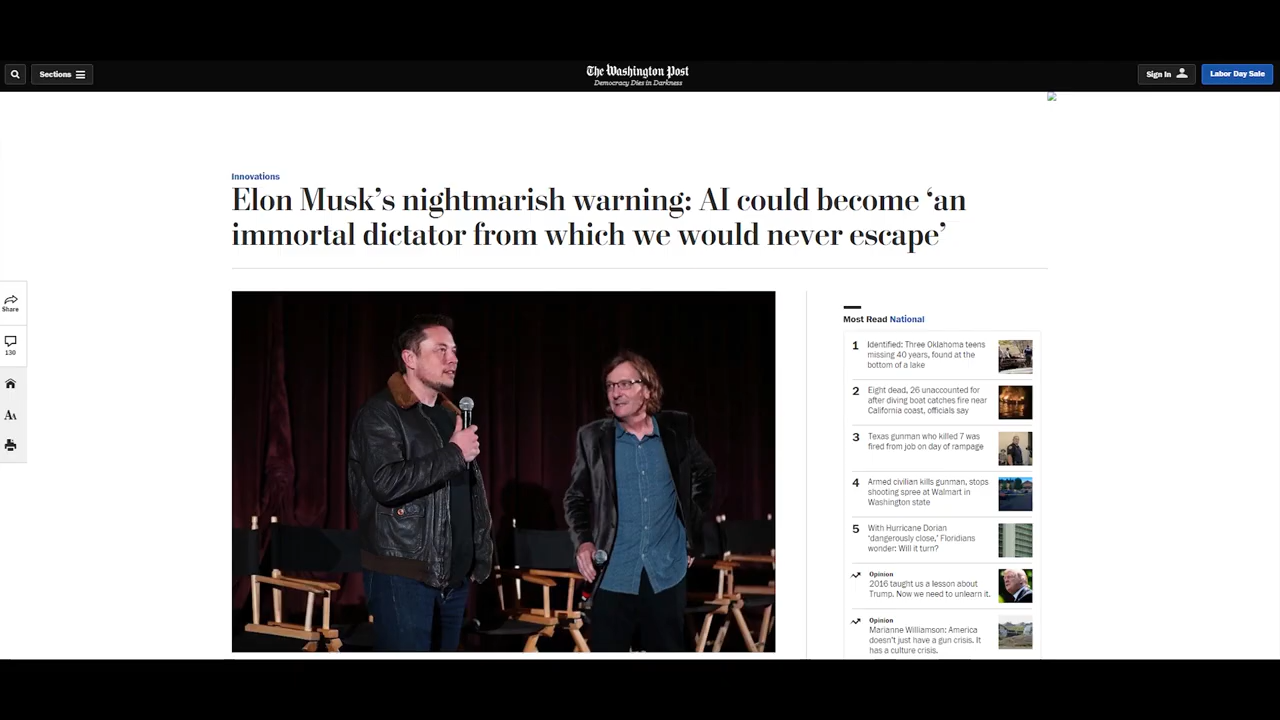 Sections
The Washington Post
Democracy Dies in Darkness
Sign In
Labor Day Sale
Innovations
Elon Musk’s nightmarish warning: AI could become ‘an
immortal dictator from which we would never escape’
Share
130
AA
Most Read National
1
Identified: Three Oklahoma teens
missing 40 years, found at the
bottom of a lake
2
Eight dead, 26 unaccounted for
after diving boat catches fire near
California coast, officials say
3
Texas gunman who killed 7 was
fired from job on day of rampage
4
Armed civilian kills gunman, stops
shooting spree at Walmart in
Washington state
5
With Hurricane Dorian
‘dangerously close,’ Floridians
wonder: Will it turn?
Opinion
2016 taught us a lesson about
Trump. Now we need to unlearn it.
Opinion
Marianne Williamson: America
doesn’t just have a gun crisis. It
has a culture crisis.